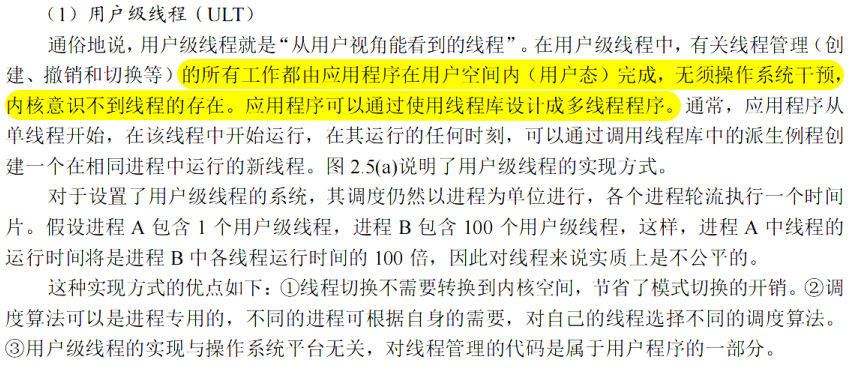 （1）用户级线程（ULT）
通俗地说，用户级线程就是“从用户视角能看到的线程”。在用户级线程中，有关线程管理（创
建、撤销和切换等）的所有工作都由应用程序在用户空间内（用户态）完成，无须操作系统干预，
内核意识不到线程的存在。应用程序可以通过使用线程库设计成多线程程序。通常，应用程序从
单线程开始，在该线程中开始运行，在其运行的任何时刻，可以通过调用线程库中的派生例程创
建一个在相同进程中运行的新线程。图 2.5(a)说明了用户级线程的实现方式。
对于设置了用户级线程的系统，其调度仍然以进程为单位进行，各个进程轮流执行一个时间
片。假设进程 A 包含 1 个用户级线程，进程 B 包含 100 个用户级线程，这样，进程 A 中线程的
运行时间将是进程 B 中各线程运行时间的 100 倍，因此对线程来说实质上是不公平的。
这种实现方式的优点如下：①线程切换不需要转换到内核空间，节省了模式切换的开销。②调
度算法可以是进程专用的，不同的进程可根据自身的需要，对自己的线程选择不同的调度算法。
③用户级线程的实现与操作系统平台无关，对线程管理的代码是属于用户程序的一部分。